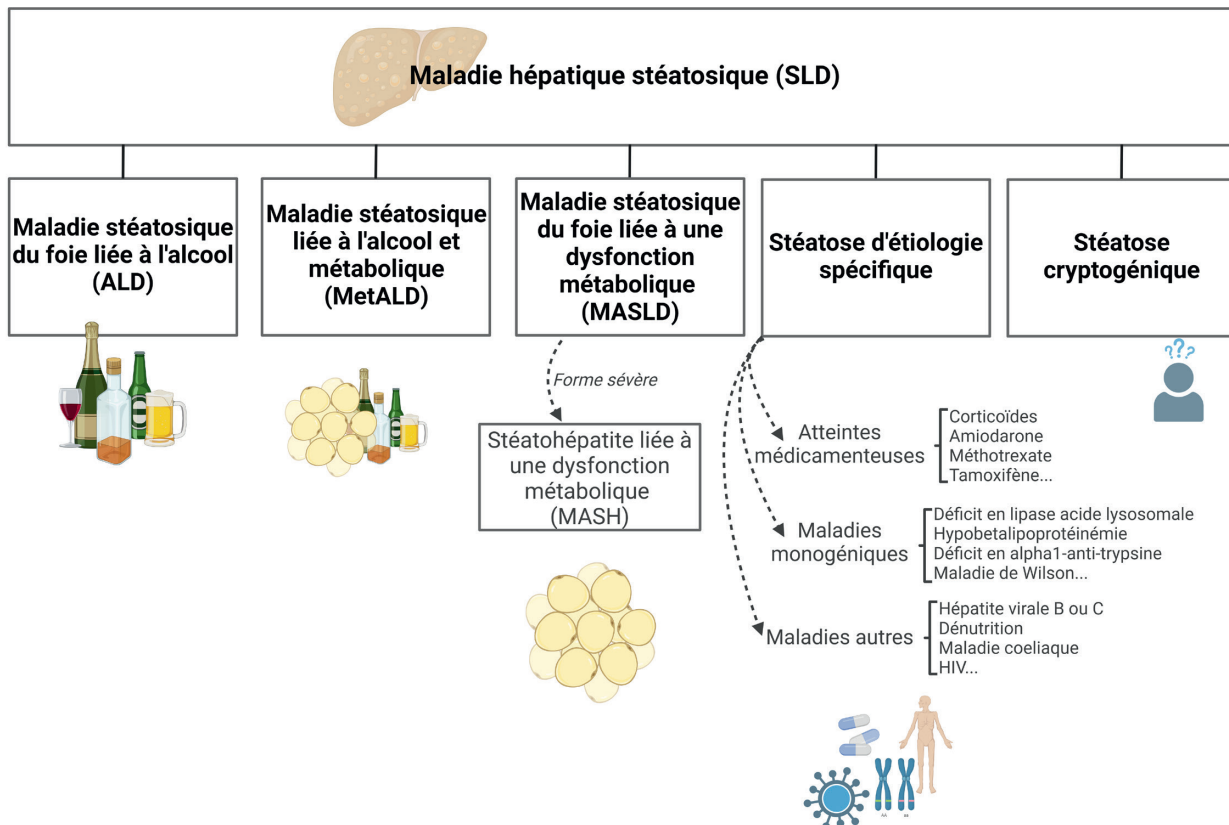 Maladie hépatique stéatosique (SLD)
Maladie stéatosique
du foie liée à l'alcool
(ALD)
Maladie stéatosique
liée à l'alcool et
métabolique
(MetALD)
Maladie stéatosique
du foie liée à une
dysfonction
métabolique
(MASLD)
Stéatose d'étiologie
spécifique
Stéatose
cryptogénique
???
Forme sévère
Stéatohépatite liée à
une dysfonction
métabolique
(MASH)
Atteintes
médicamenteuses
Corticoïdes
Amiodarone
Méthotrexate
Tamoxifène...
Maladies
monogéniques
Déficit en lipase acide lysosomale
Hypobetalipoprotéinémie
Déficit en alpha1-anti-trypsine
Maladie de Wilson...
Maladies autres
Hépatite virale B ou C
Dénutrition
Maladie coeliaque
HIV...